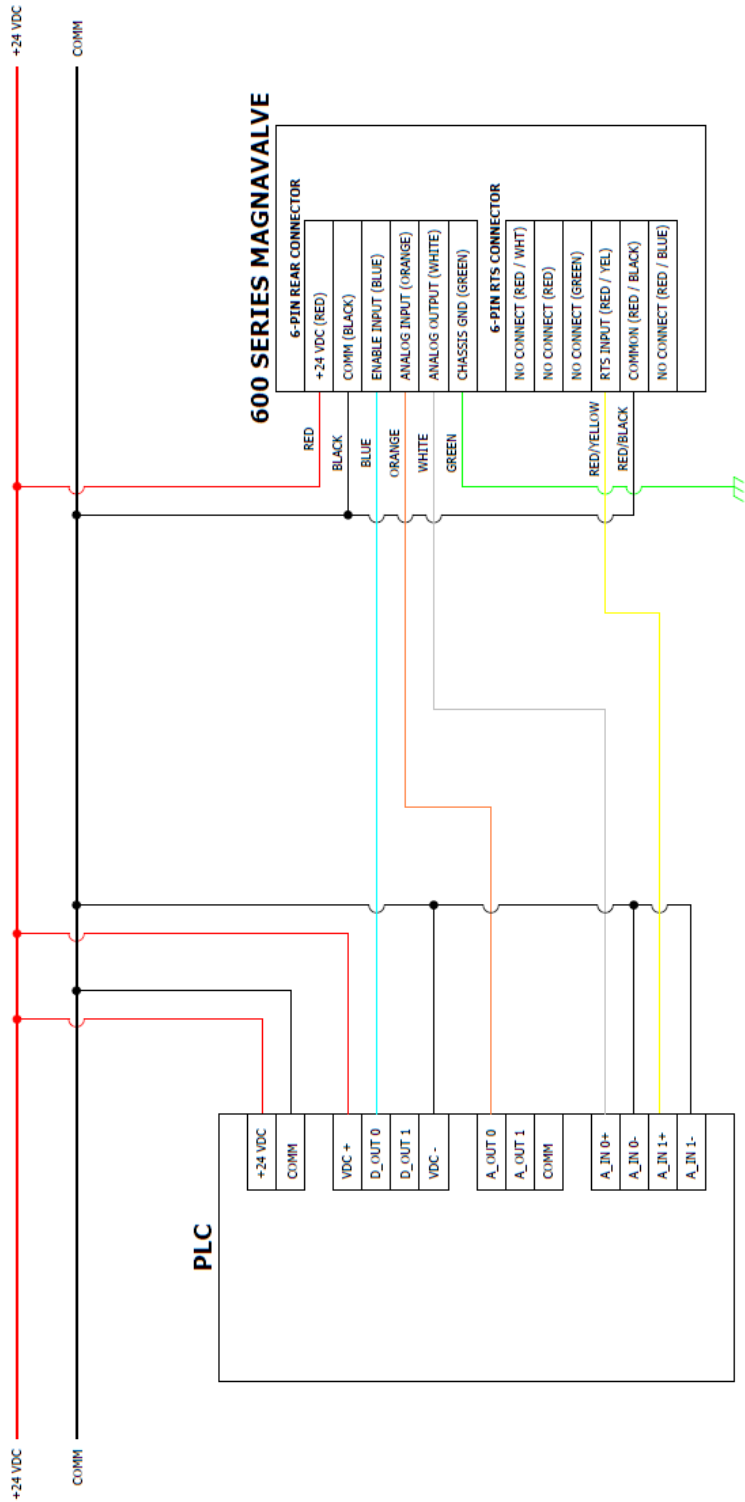 +24 VDC
+24 VDC
COMM
COMM
PLC
+24 VDC
COMM
VDC +
D_OUT 0
D_OUT 1
VDC -
A_OUT 0
A_OUT 1
COMM
A_IN 0+
A_IN 0-
A_IN 1+
A_IN 1-
600 SERIES MAGNAVALVE
6-PIN REAR CONNECTOR
RED
+24 VDC (RED)
BLACK
COMM (BLACK)
BLUE
ENABLE INPUT (BLUE)
ORANGE
ANALOG INPUT (ORANGE)
WHITE
ANALOG OUTPUT (WHITE)
GREEN
CHASSIS GND (GREEN)
6-PIN RTS CONNECTOR
NO CONNECT (RED / WHT)
NO CONNECT (RED)
NO CONNECT (GREEN)
RED/YELLOW
RTS INPUT (RED / YEL)
RED/BLACK
COMMON (RED / BLACK)
NO CONNECT (RED / BLUE)